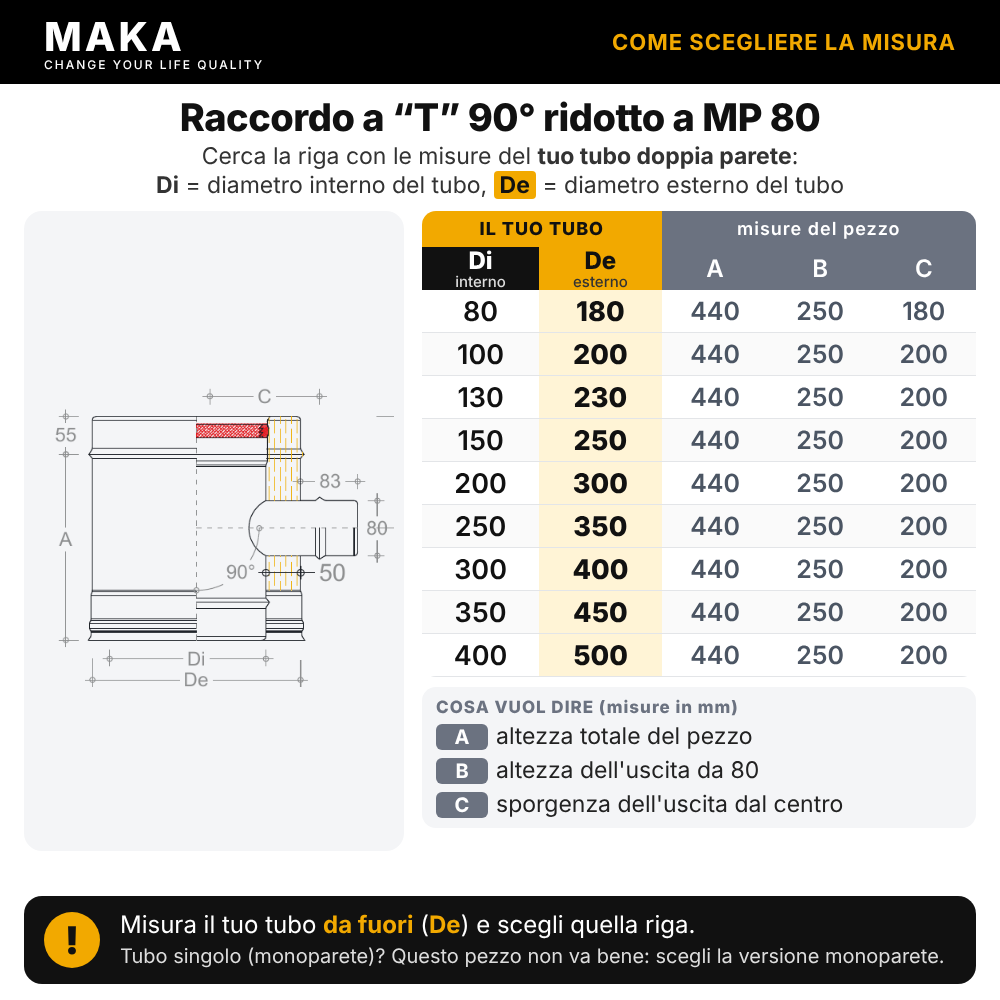 MAKA
CHANGE YOUR LIFE QUALITY
COME SCEGLIERE LA MISURA
Raccordo a “T” 90° ridotto a MP 80
Cerca la riga con le misure del tuo tubo doppia parete:
Di = diametro interno del tubo, De = diametro esterno del tubo
C
55
83
A
80
90°
50
Di
De
IL TUO TUBO misure del pezzo
Di De A B C
interno esterno
80 180 440 250 180
100 200 440 250 200
130 230 440 250 200
150 250 440 250 200
200 300 440 250 200
250 350 440 250 200
300 400 440 250 200
350 450 440 250 200
400 500 440 250 200
COSA VUOL DIRE (misure in mm)
A altezza totale del pezzo
B altezza dell'uscita da 80
C sporgenza dell'uscita dal centro
! Misura il tuo tubo da fuori (De) e scegli quella riga.
Tubo singolo (monoparete)? Questo pezzo non va bene: scegli la versione monoparete.